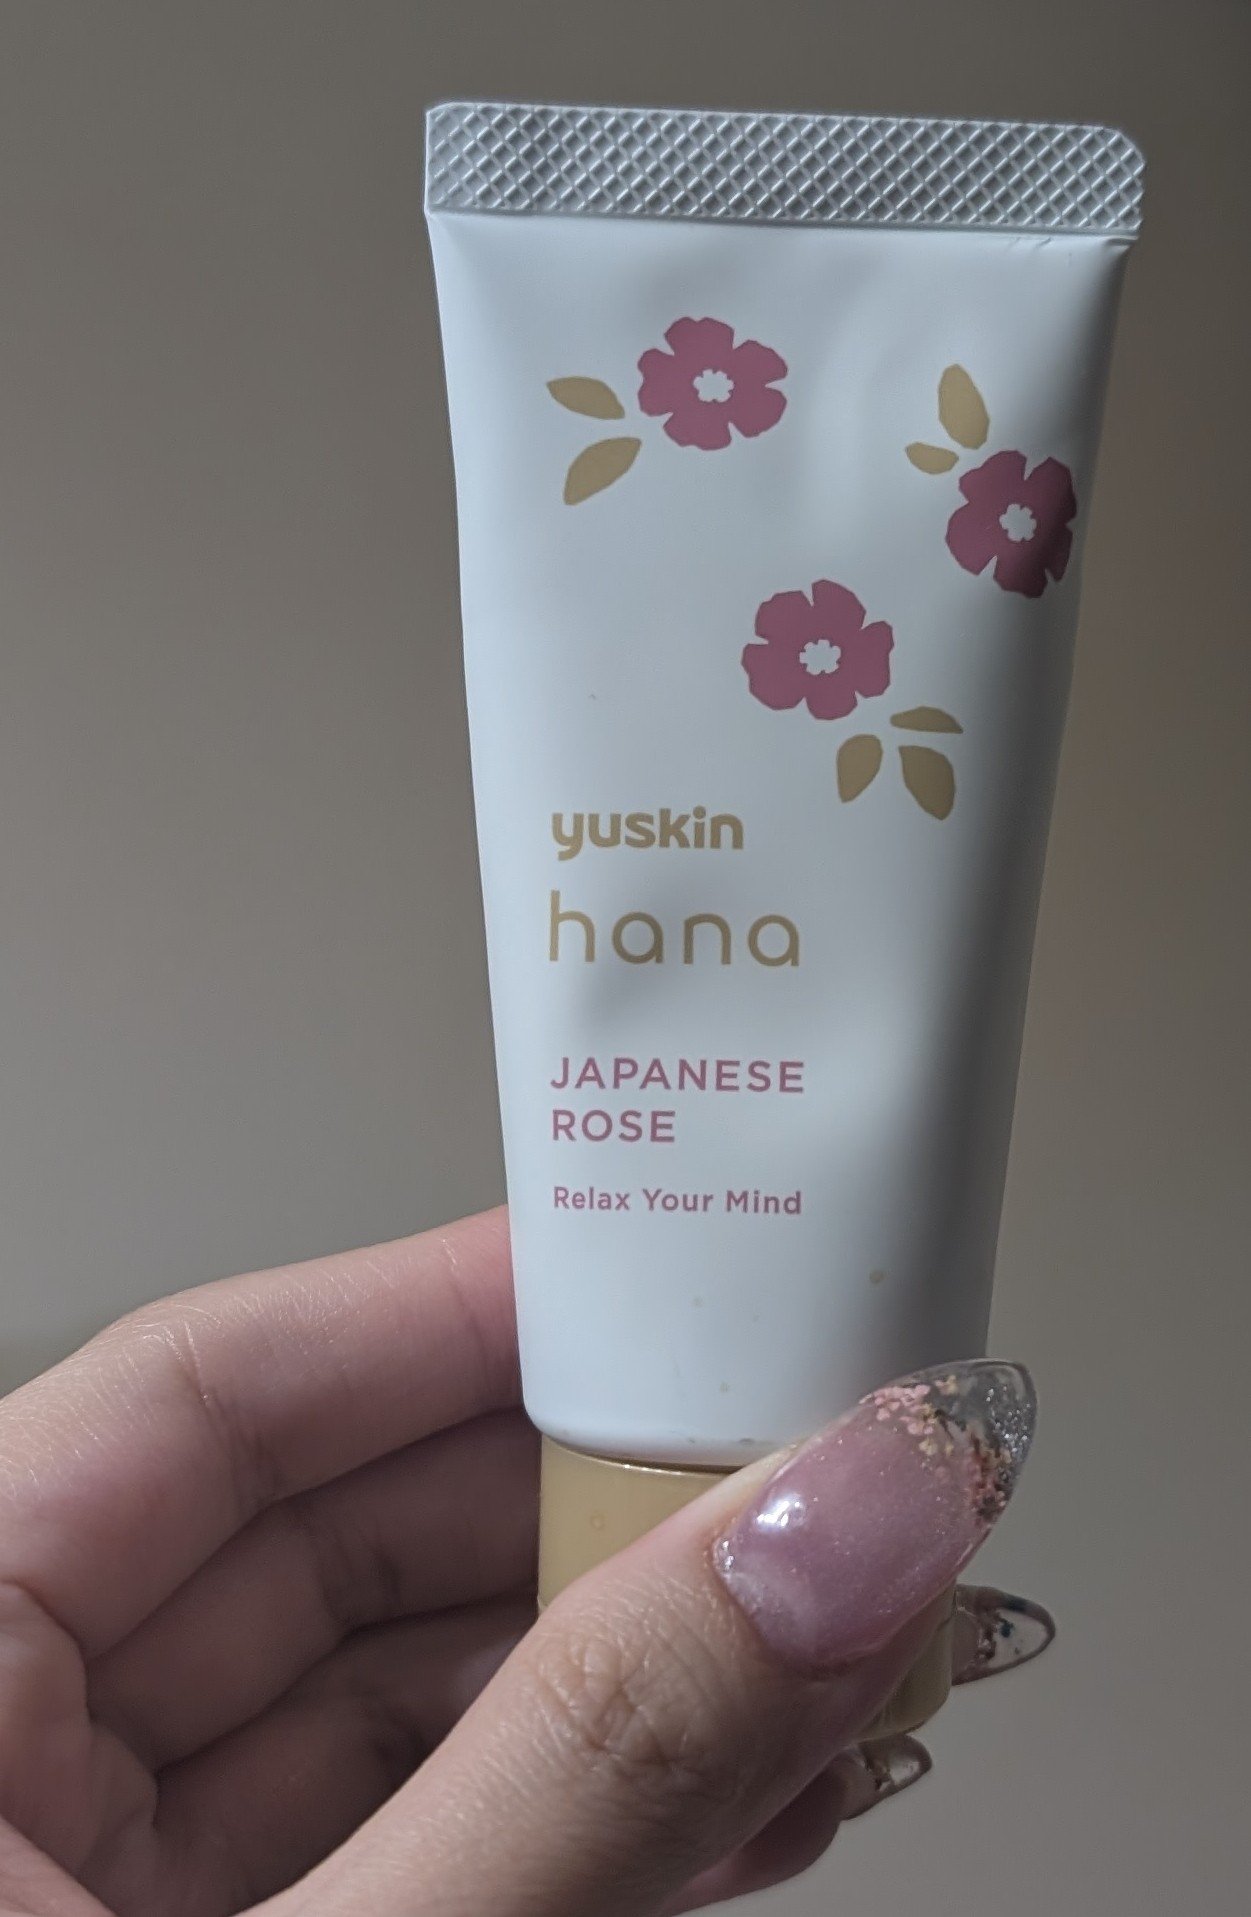 yuskin
hana
JAPANESE
ROSE
Relax Your Mind